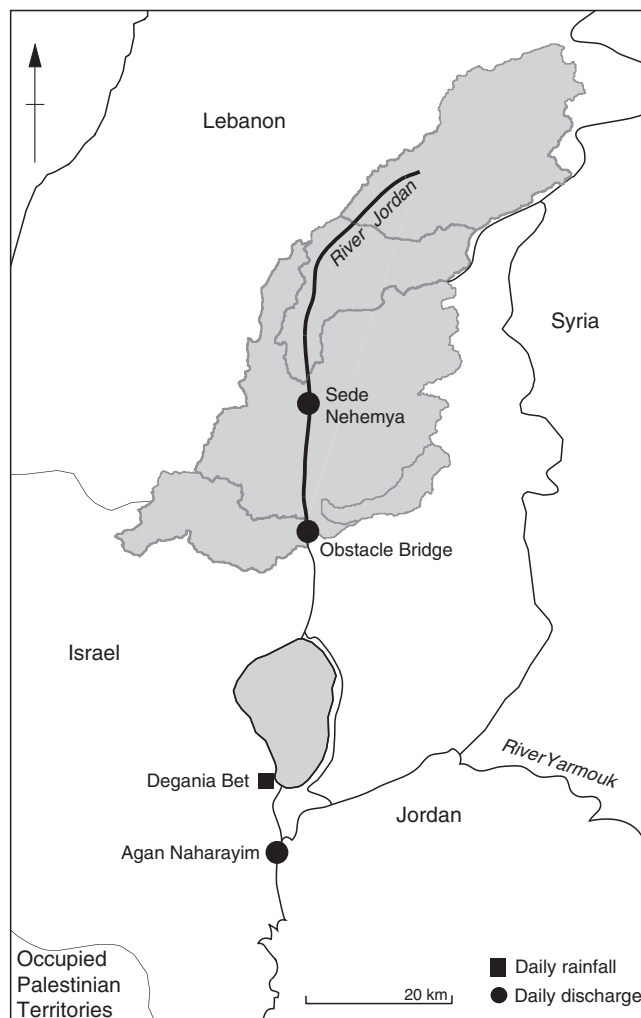 Lebanon
River Jordan
Syria
Sede
Nehemya
Obstacle Bridge
Israel
River Yarmouk
Degania Bet
Jordan
Agan Naharayim
Occupied
Palestinian
Territories
20 km
Daily rainfall
Daily discharge